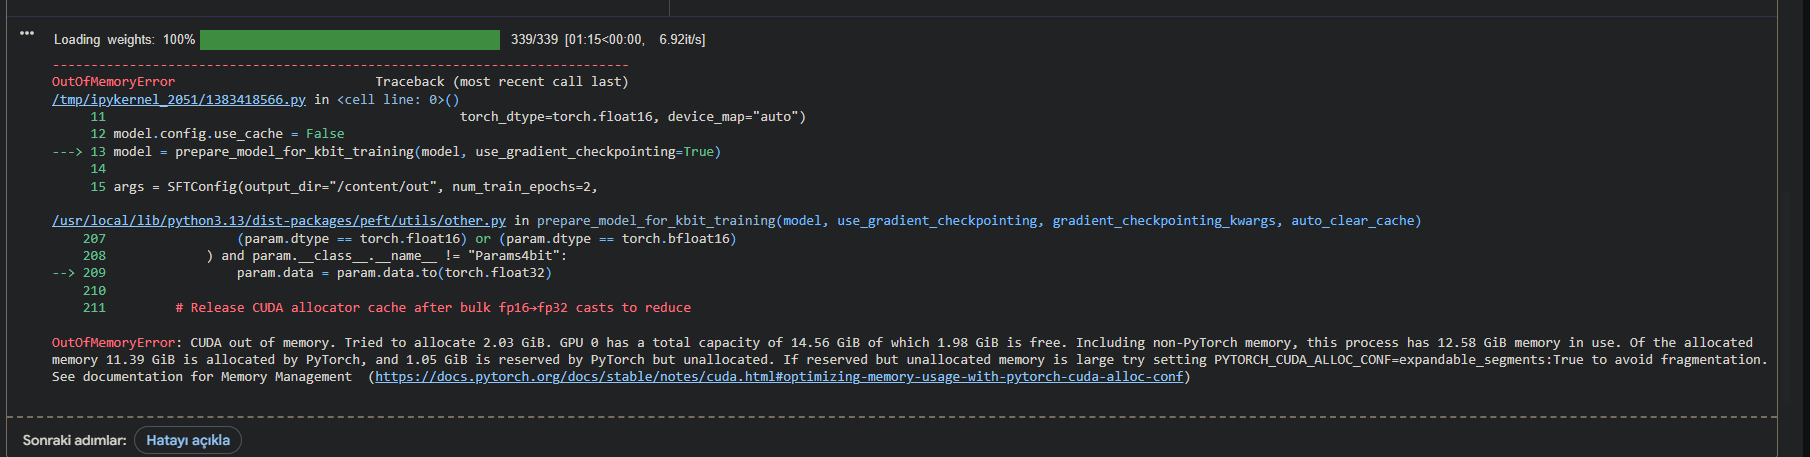 Loading weights: 100% 339/339 [01:15<00:00, 6.92it/s]
---------------------------------------------------------------------------
OutOfMemoryError                          Traceback (most recent call last)
/tmp/ipykernel_2051/1383418566.py in <cell line: 0>()
     11                                              torch_dtype=torch.float16, device_map="auto")
     12 model.config.use_cache = False
---> 13 model = prepare_model_for_kbit_training(model, use_gradient_checkpointing=True)
     14
     15 args = SFTConfig(output_dir="/content/out", num_train_epochs=2,
/usr/local/lib/python3.13/dist-packages/peft/utils/other.py in prepare_model_for_kbit_training(model, use_gradient_checkpointing, gradient_checkpointing_kwargs, auto_clear_cache)
    207                 (param.dtype == torch.float16) or (param.dtype == torch.bfloat16)
    208             ) and param.__class__.__name__ != "Params4bit":
--> 209                 param.data = param.data.to(torch.float32)
    210
    211         # Release CUDA allocator cache after bulk fp16→fp32 casts to reduce
OutOfMemoryError: CUDA out of memory. Tried to allocate 2.03 GiB. GPU 0 has a total capacity of 14.56 GiB of which 1.98 GiB is free. Including non-PyTorch memory, this process has 12.58 GiB memory in use. Of the allocated
memory 11.39 GiB is allocated by PyTorch, and 1.05 GiB is reserved by PyTorch but unallocated. If reserved but unallocated memory is large try setting PYTORCH_CUDA_ALLOC_CONF=expandable_segments:True to avoid fragmentation.
See documentation for Memory Management  (https://docs.pytorch.org/docs/stable/notes/cuda.html#optimizing-memory-usage-with-pytorch-cuda-alloc-conf)
Sonraki adımlar: Hatayı açıkla